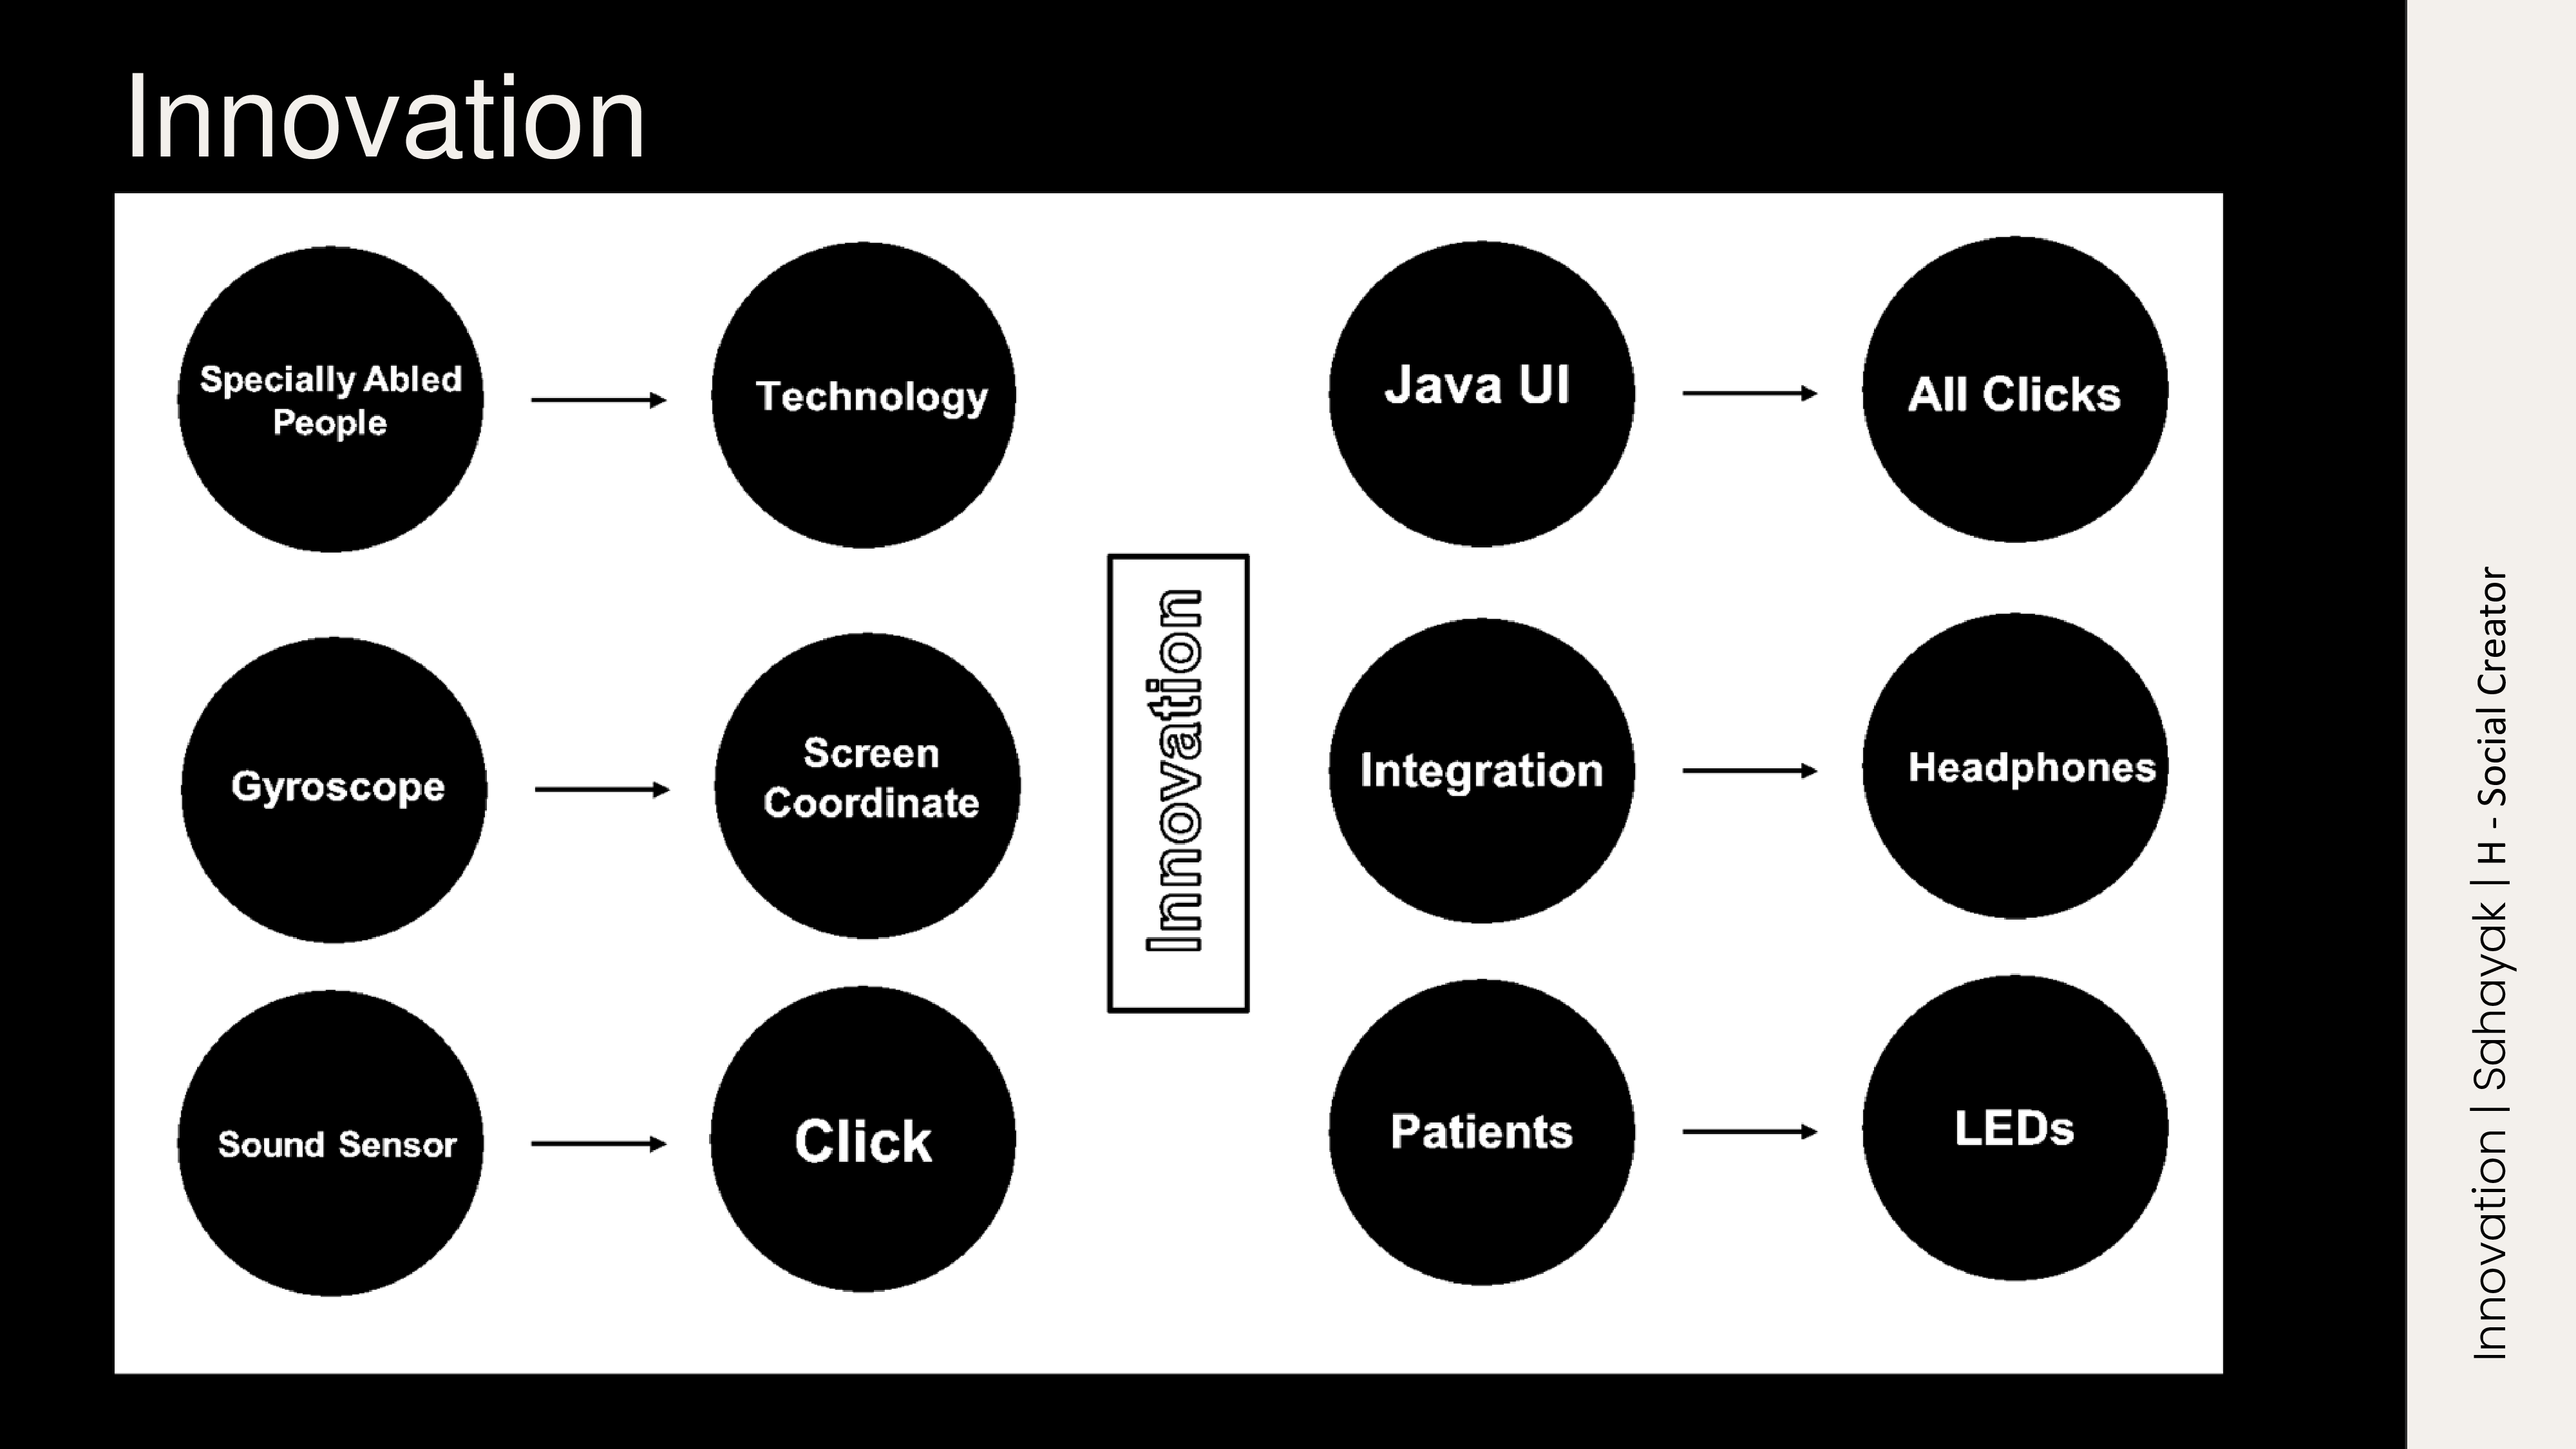 Innovation
Specially Abled
People
Technology
Gyroscope
Screen
Coordinate
Sound Sensor
Click
Innovation
Java UI
All Clicks
Integration
Headphones
Patients
LEDs
Innovation | Sahayak | H - Social Creator